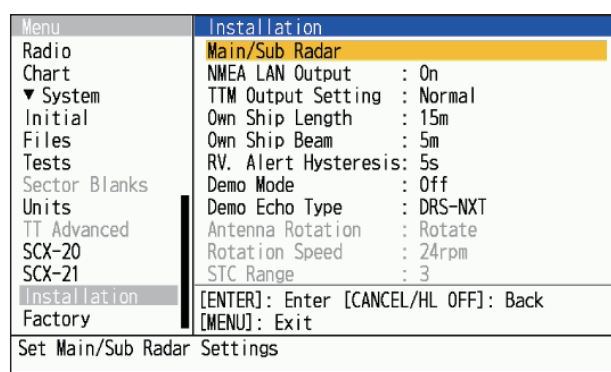 Menu
Radio
Chart
▼ System
Initial
Files
Tests
Sector Blanks
Units
TT Advanced
SCX-20
SCX-21
Installation
Factory
Installation
Main/Sub Radar
NMEA LAN Output : On
TTM Output Setting : Normal
Own Ship Length : 15m
Own Ship Beam : 5m
RV. Alert Hysteresis: 5s
Demo Mode : Off
Demo Echo Type : DRS-NXT
Antenna Rotation : Rotate
Rotation Speed : 24rpm
STC Range : 3
[ENTER]: Enter [CANCEL/HL OFF]: Back
[MENU]: Exit
Set Main/Sub Radar Settings